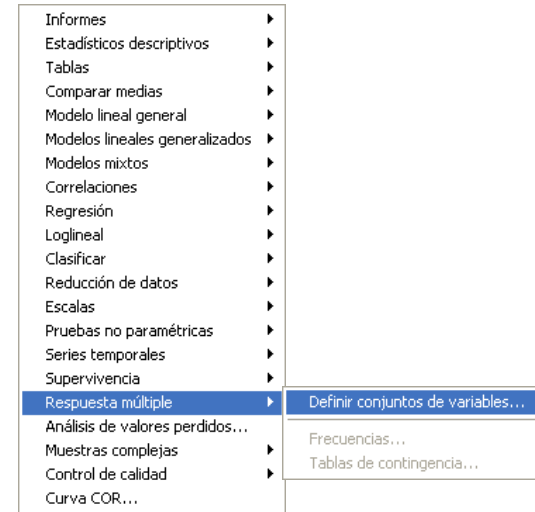 Informes
Estadísticos descriptivos
Tablas
Comparar medias
Modelo lineal general
Modelos lineales generalizados
Modelos mixtos
Correlaciones
Regresión
Loglineal
Clasificar
Reducción de datos
Escalas
Pruebas no paramétricas
Series temporales
Supervivencia
Respuesta múltiple
Análisis de valores perdidos...
Muestras complejas
Control de calidad
Curva COR...
Definir conjuntos de variables...
Frecuencias...
Tablas de contingencia...